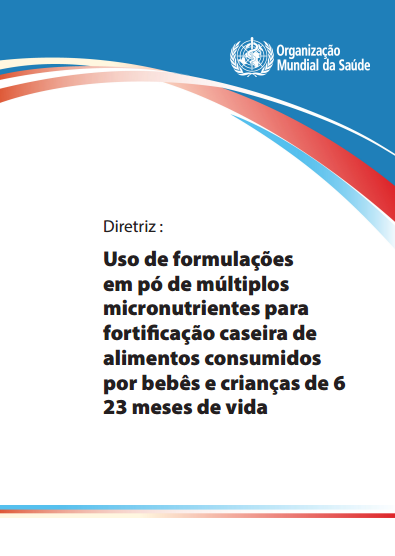 Organização
Mundial da Saúde
Diretriz :
Uso de formulações
em pó de múltiplos
micronutrientes para
fortificação caseira de
alimentos consumidos
por bebês e crianças de 6
23 meses de vida